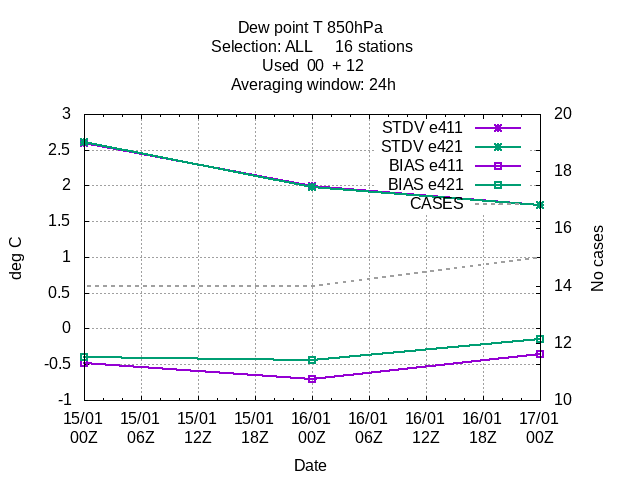 Dew point T 850hPa
Selection: ALL     16 stations
Used  00  + 12
Averaging window: 24h
3
2.5
2
1.5
1
0.5
0
-0.5
-1
deg C
20
18
16
14
12
10
No cases
STDV e411
STDV e421
BIAS e411
BIAS e421
CASES
15/01 15/01 15/01 15/01 16/01 16/01 16/01 16/01 17/01
00Z 06Z 12Z 18Z 00Z 06Z 12Z 18Z 00Z
Date